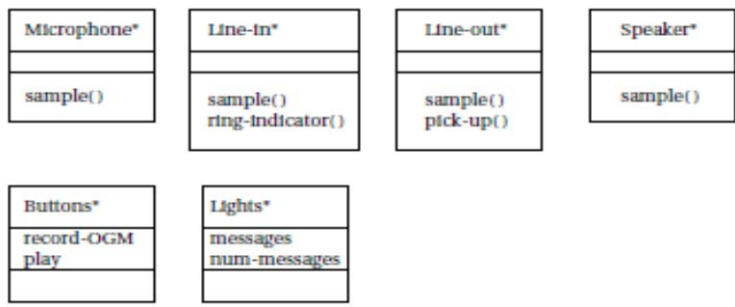 Microphone*
sample()
Line-in*
sample()
ring-indicator()
Line-out*
sample()
pick-up()
Speaker*
sample()
Buttons*
record-OGM
play
Lights*
messages
num-messages